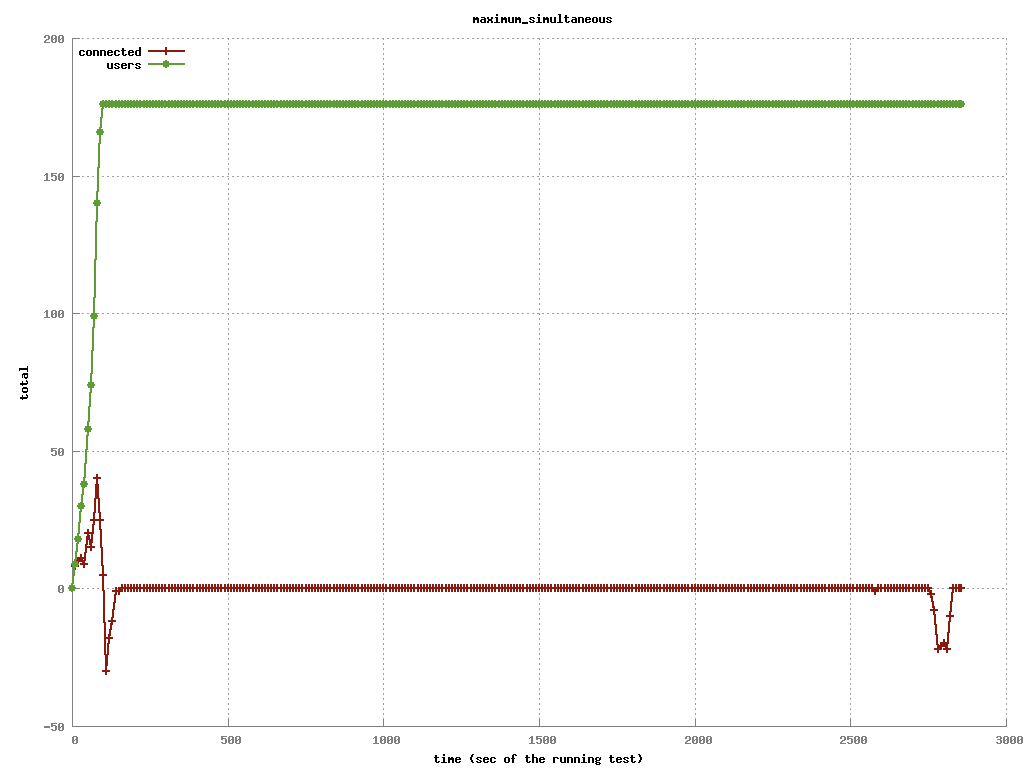 maximum_simultaneous
200
connected
users
150
100
total
50
0
-50
0 500 1000 1500 2000 2500 3000
time (sec of the running test)